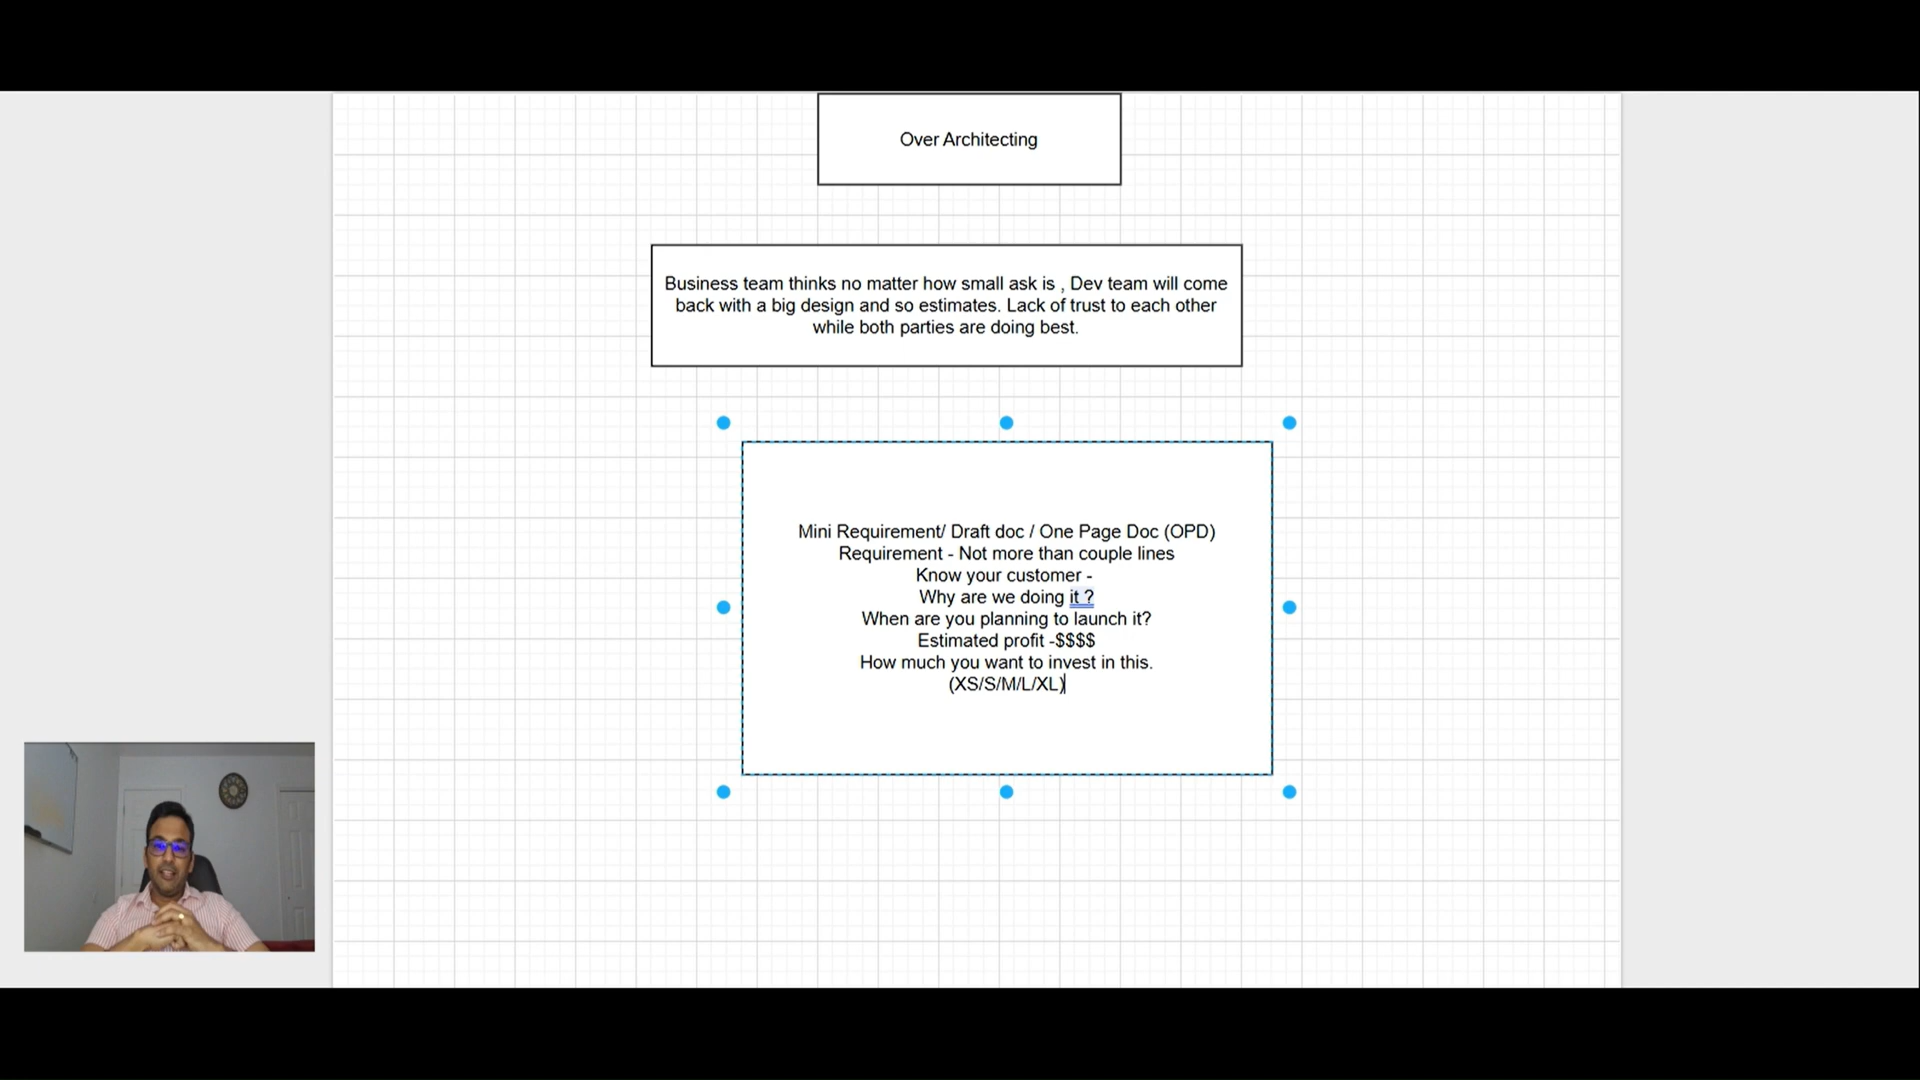 Over Architecting
Business team thinks no matter how small ask is , Dev team will come
back with a big design and so estimates. Lack of trust to each other
while both parties are doing best.
Mini Requirement/ Draft doc / One Page Doc (OPD)
Requirement - Not more than couple lines
Know your customer -
Why are we doing it ?
When are you planning to launch it?
Estimated profit -$$$$
How much you want to invest in this.
(XS/S/M/L/XL)